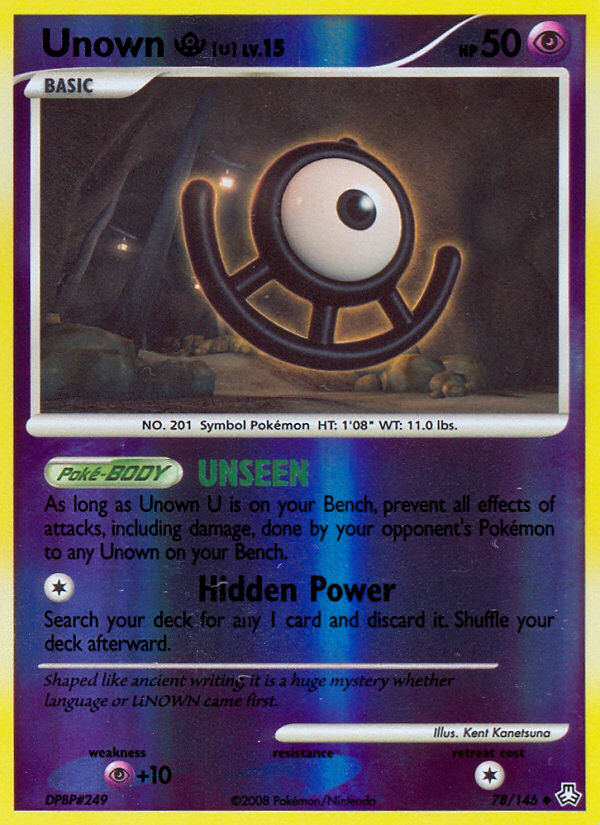 Unown [U] LV.15 HP 50
BASIC
NO. 201 Symbol Pokémon HT: 1'08" WT: 11.0 lbs.
Poké-BODY UNSEEN
As long as Unown U is on your Bench, prevent all effects of
attacks, including damage, done by your opponent's Pokémon
to any Unown on your Bench.
Hidden Power
Search your deck for any 1 card and discard it. Shuffle your
deck afterward.
Shaped like ancient writing, it is a huge mystery whether
language or UNOWN came first.
Illus. Kent Kanetsuna
weakness resistance retreat cost
+10
DPBP#249 ©2008 Pokémon/Nintendo 78/146